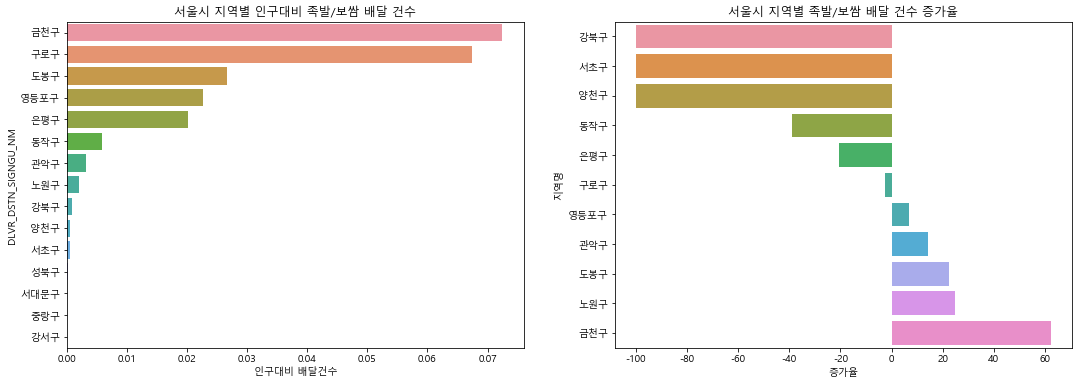 서울시 지역별 인구대비 족발/보쌈 배달 건수
DLVR_DSTN_SIGNGU_NM
금천구
구로구
도봉구
영등포구
은평구
동작구
관악구
노원구
강북구
양천구
서초구
성북구
서대문구
중랑구
강서구
0.00 0.01 0.02 0.03 0.04 0.05 0.06 0.07
인구대비 배달건수
서울시 지역별 족발/보쌈 배달 건수 증가율
지역명
강북구
서초구
양천구
동작구
은평구
구로구
영등포구
관악구
도봉구
노원구
금천구
-100 -80 -60 -40 -20 0 20 40 60
증가율